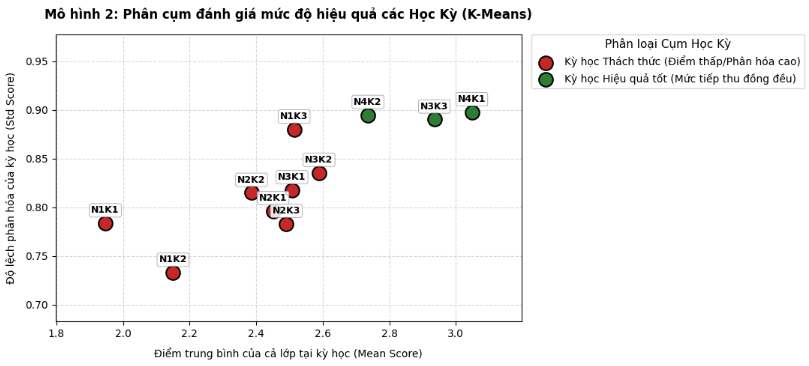 Mô hình 2: Phân cụm đánh giá mức độ hiệu quả các Học Kỳ (K-Means)
Phân loại Cụm Học Kỳ
Kỳ học Thách thức (Điểm thấp/Phân hóa cao)
Kỳ học Hiệu quả tốt (Mức tiếp thu đồng đều)
Độ lệch phân hóa của kỳ học (Std Score)
0.95
0.90
0.85
0.80
0.75
0.70
N4K2
N3K3
N4K1
N1K3
N3K2
N2K2
N3K1
N2K1
N2K3
N1K1
N1K2
1.8
2.0
2.2
2.4
2.6
2.8
3.0
Điểm trung bình của cả lớp tại kỳ học (Mean Score)